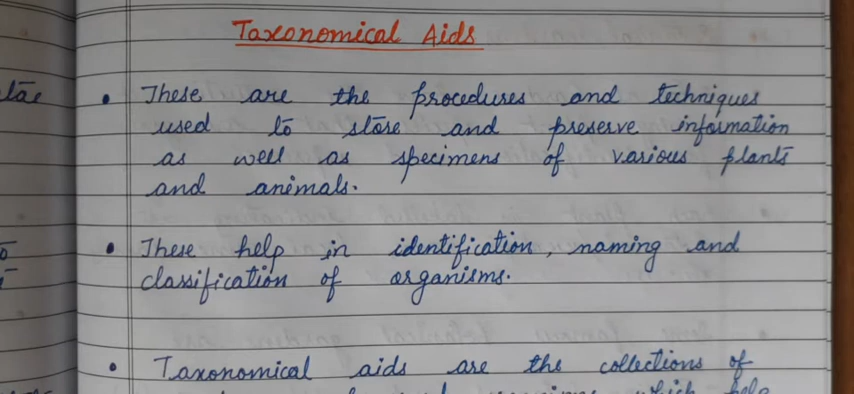 Taxonomical Aids
• These are the procedures and techniques
used to store and preserve information
as well as specimens of various plants
and animals.
• These help in identification, naming and
classification of organisms.
• Taxonomical aids are the collections of
which help